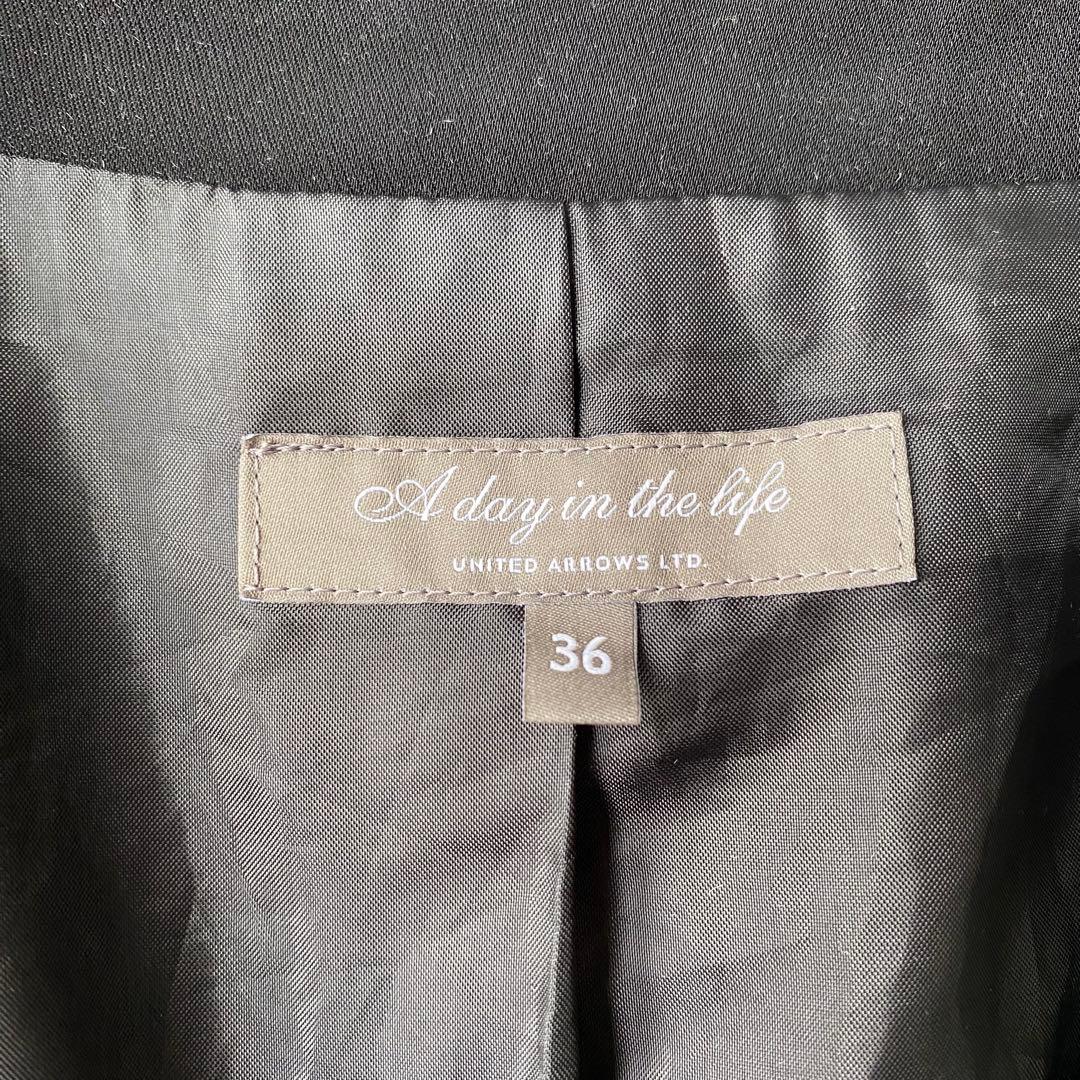 A day in the life
UNITED ARROWS LTD.
36